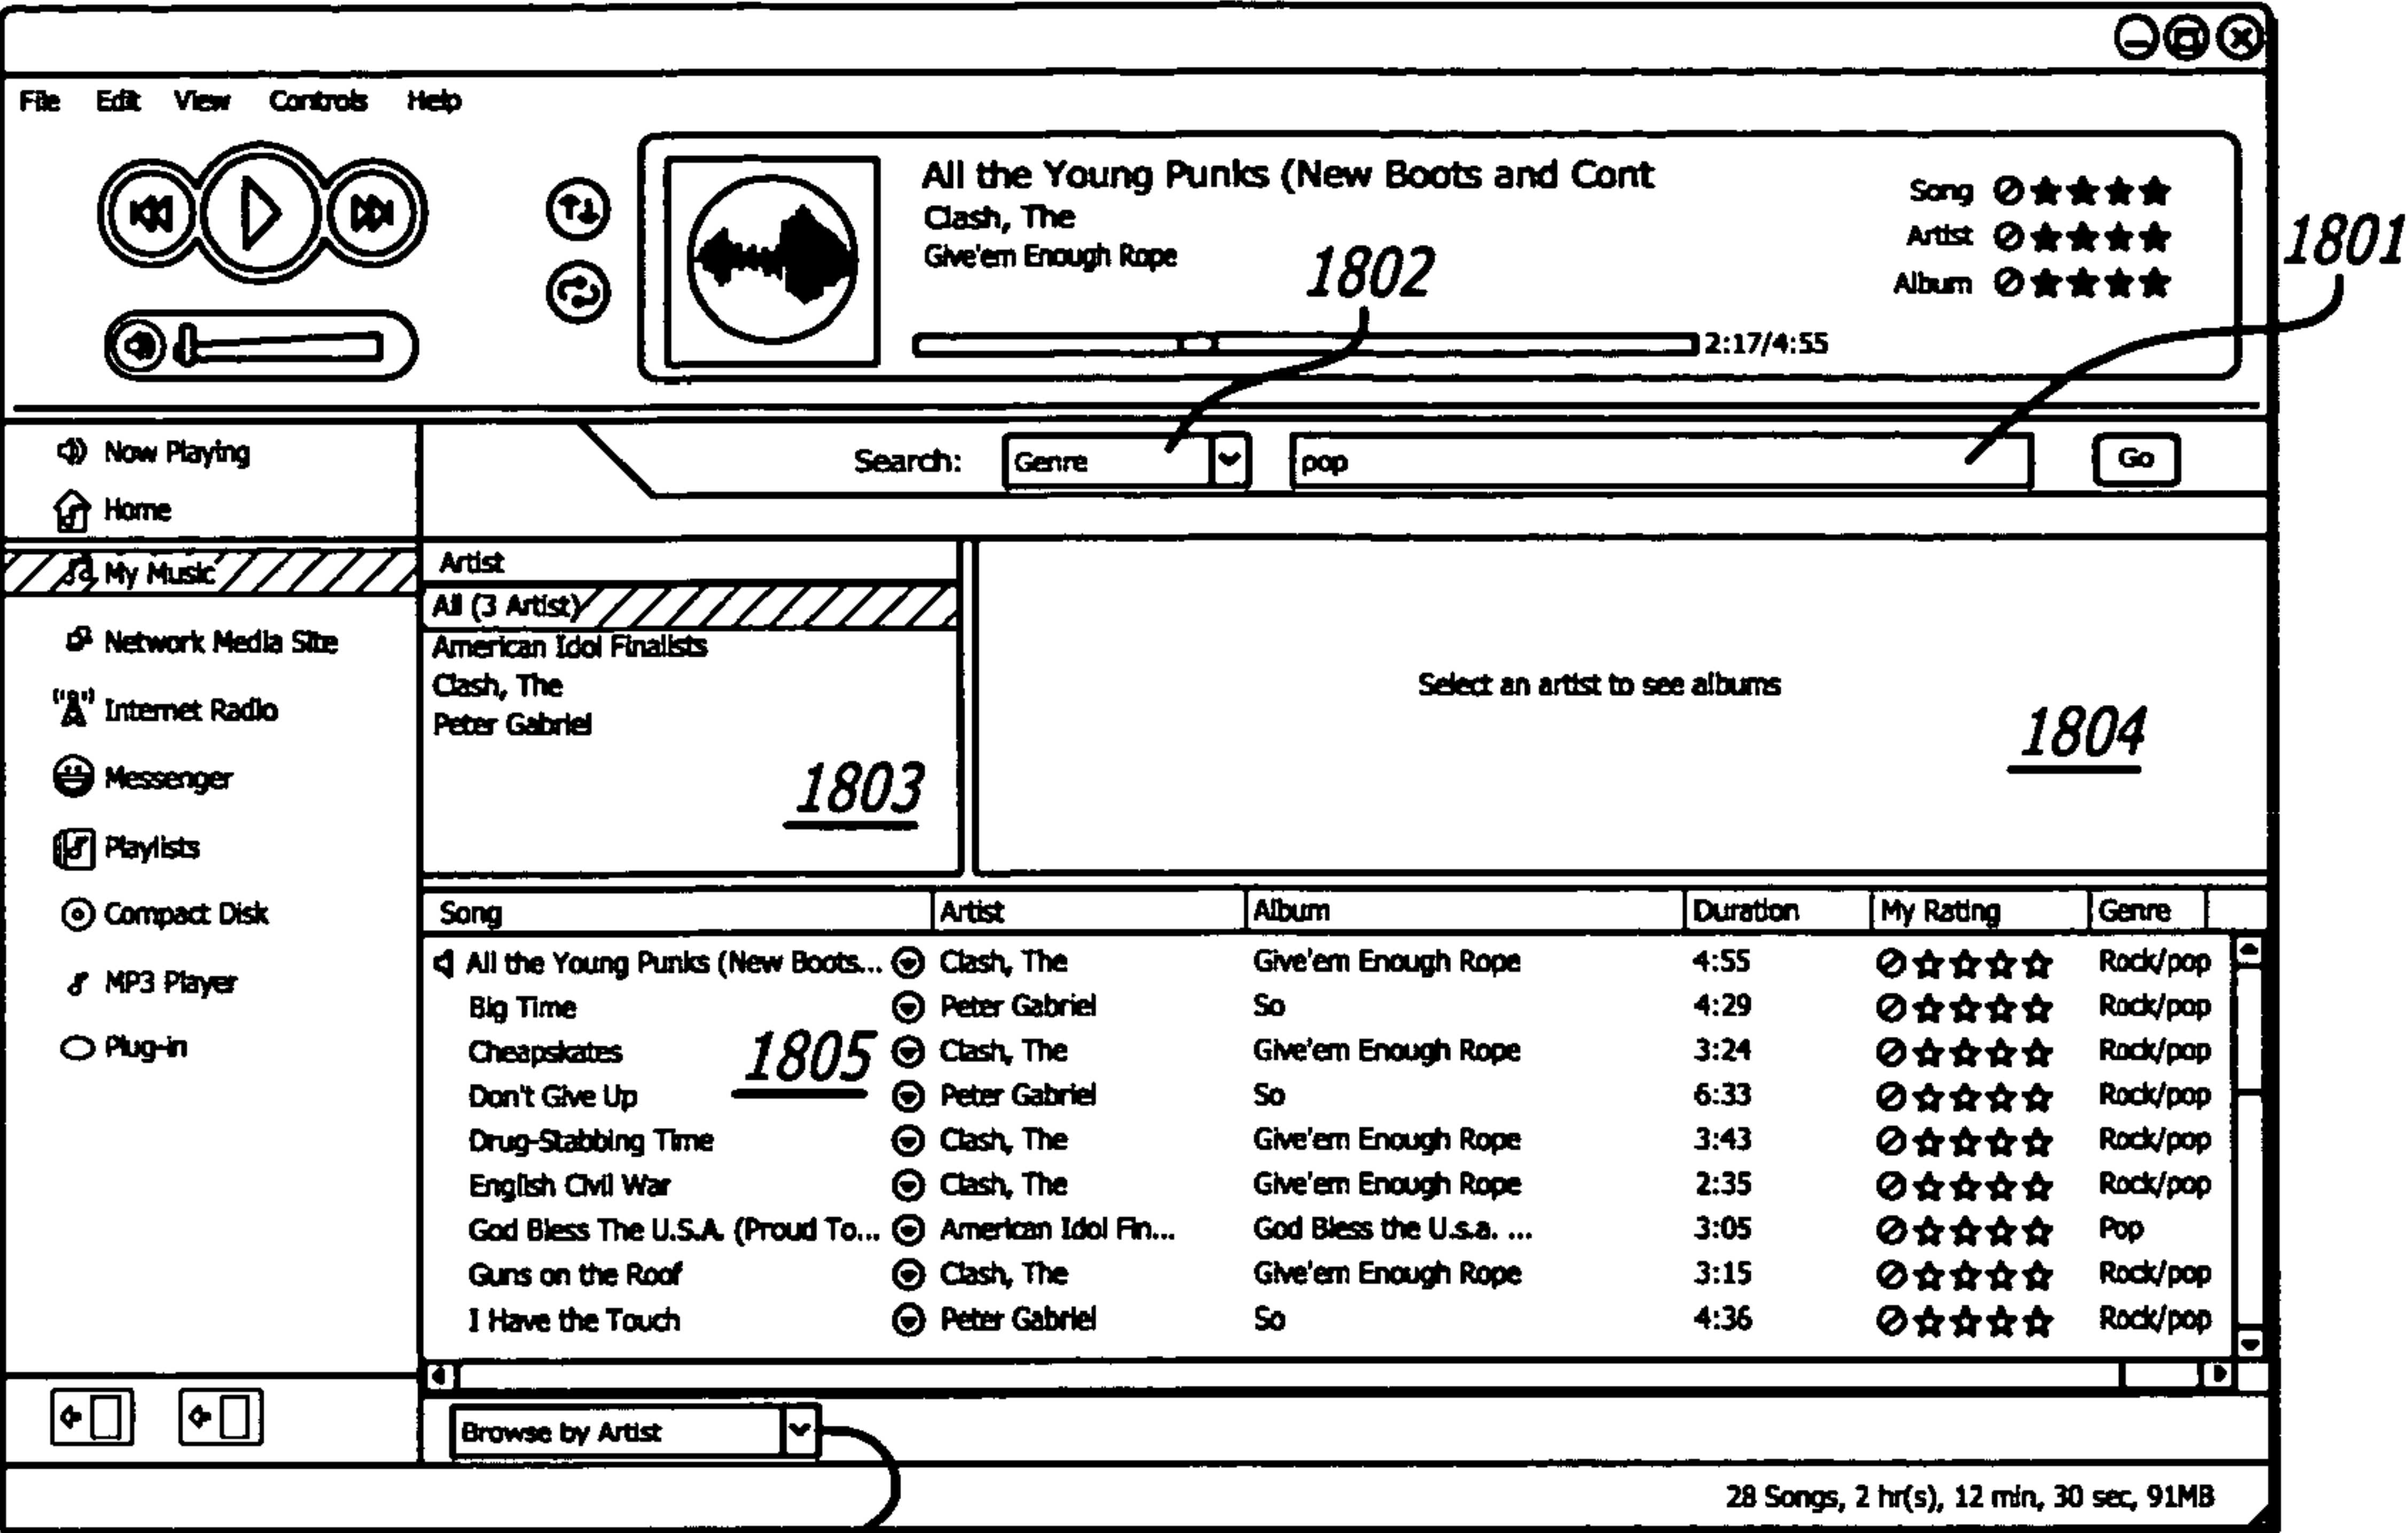 File Edit View Controls Help
All the Young Punks (New Boots and Cont
Clash, The
Give'em Enough Rope
2:17/4:55
Song
Artist
Album
1801
1802
Search: Genre pop Go
Now Playing
Home
My Music
Network Media Site
Internet Radio
Messenger
Playlists
Compact Disk
MP3 Player
Plug-in
Artist
All (3 Artist)
American Idol Finalists
Clash, The
Peter Gabriel
1803
Select an artist to see albums
1804
Song Artist Album Duration My Rating Genre
All the Young Punks (New Boots... Clash, The Give'em Enough Rope 4:55 Rock/pop
Big Time Peter Gabriel So 4:29 Rock/pop
Cheapskates Clash, The Give'em Enough Rope 3:24 Rock/pop
1805
Don't Give Up Peter Gabriel So 6:33 Rock/pop
Drug-Stabbing Time Clash, The Give'em Enough Rope 3:43 Rock/pop
English Civil War Clash, The Give'em Enough Rope 2:35 Rock/pop
God Bless The U.S.A. (Proud To... American Idol Fin... God Bless the U.s.a. ... 3:05 Pop
Guns on the Roof Clash, The Give'em Enough Rope 3:15 Rock/pop
I Have the Touch Peter Gabriel So 4:36 Rock/pop
Browse by Artist
28 Songs, 2 hr(s), 12 min, 30 sec, 91MB